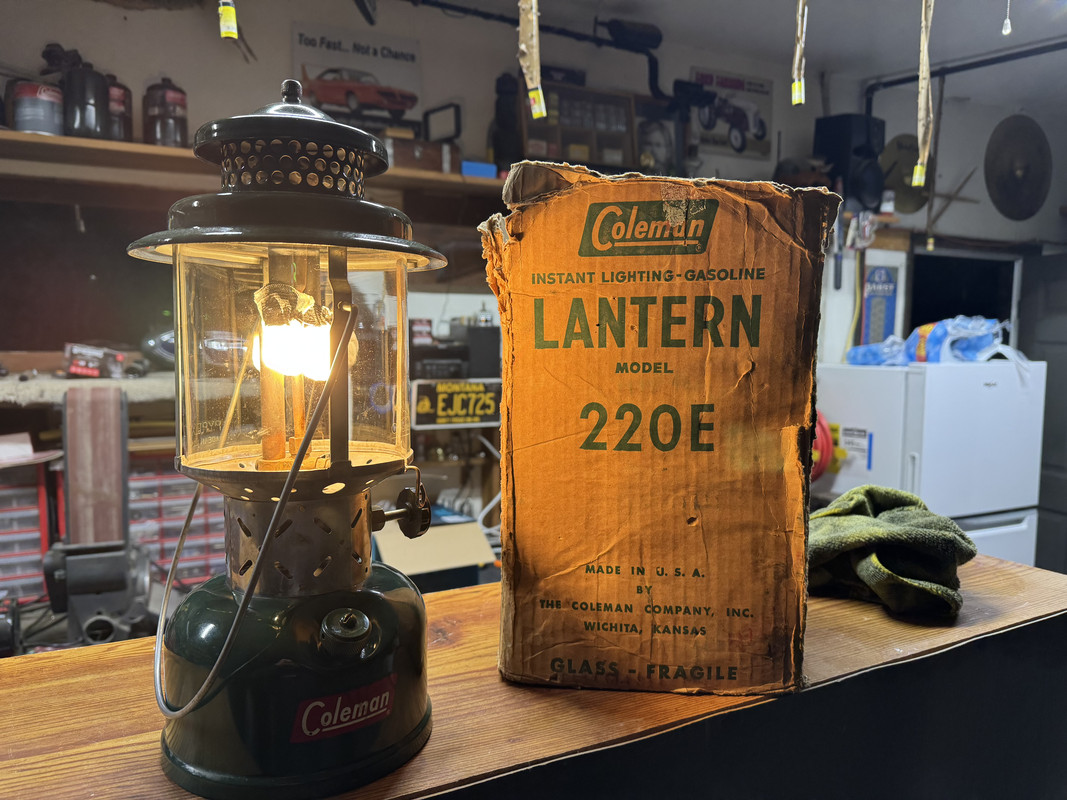 Too Fast... Not a Chance
Coleman
INSTANT LIGHTING-GASOLINE
LANTERN
MODEL
220E
MONTANA
EJC725
MADE IN U.S.A.
BY
THE COLEMAN COMPANY, INC.
WICHITA, KANSAS
GLASS - FRAGILE
Coleman